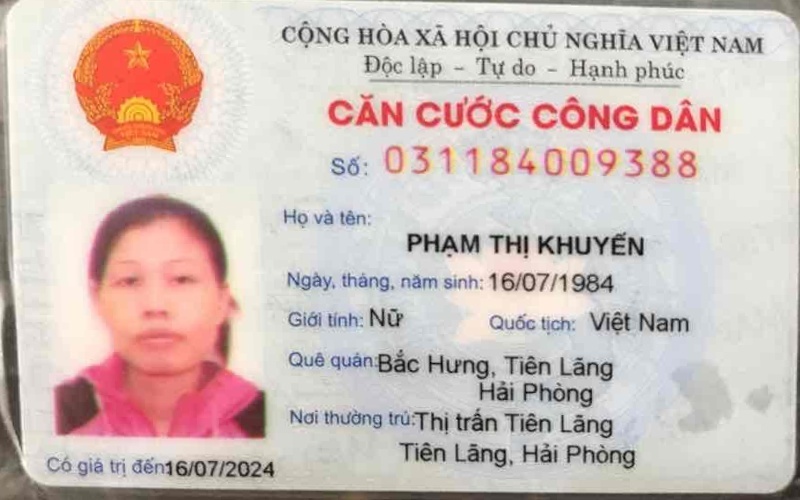 CỘNG HÒA XÃ HỘI CHỦ NGHĨA VIỆT NAM
Độc lập - Tự do - Hạnh phúc
CĂN CƯỚC CÔNG DÂN
Số: 031184009388
Họ và tên:
PHẠM THỊ KHUYẾN
Ngày, tháng, năm sinh: 16/07/1984
Giới tính: Nữ Quốc tịch: Việt Nam
Quê quán: Bắc Hưng, Tiên Lãng
Hải Phòng
Nơi thường trú: Thị trấn Tiên Lãng
Tiên Lãng, Hải Phòng
Có giá trị đến: 16/07/2024